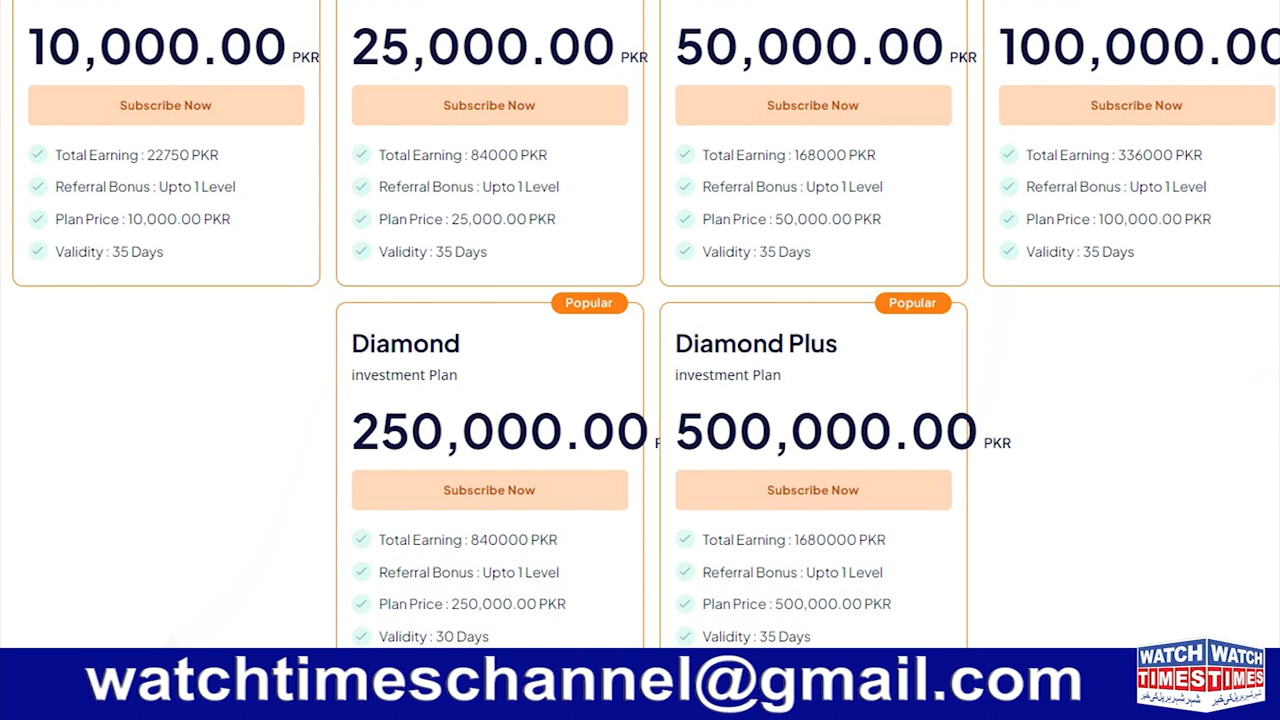 10,000.00 PKR
Subscribe Now
Total Earning : 22750 PKR
Referral Bonus : Upto 1 Level
Plan Price : 10,000.00 PKR
Validity : 35 Days
25,000.00 PKR
Subscribe Now
Total Earning : 84000 PKR
Referral Bonus : Upto 1 Level
Plan Price : 25,000.00 PKR
Validity : 35 Days
50,000.00 PKR
Subscribe Now
Total Earning : 168000 PKR
Referral Bonus : Upto 1 Level
Plan Price : 50,000.00 PKR
Validity : 35 Days
100,000.00
Subscribe Now
Total Earning : 336000 PKR
Referral Bonus : Upto 1 Level
Plan Price : 100,000.00 PKR
Validity : 35 Days
Popular
Diamond
investment Plan
250,000.00 P
Subscribe Now
Total Earning : 840000 PKR
Referral Bonus : Upto 1 Level
Plan Price : 250,000.00 PKR
Validity : 30 Days
Popular
Diamond Plus
investment Plan
500,000.00 PKR
Subscribe Now
Total Earning : 1680000 PKR
Referral Bonus : Upto 1 Level
Plan Price : 500,000.00 PKR
Validity : 35 Days
watchtimeschannel@gmail.com
WATCH WATCH
TIMES TIMES